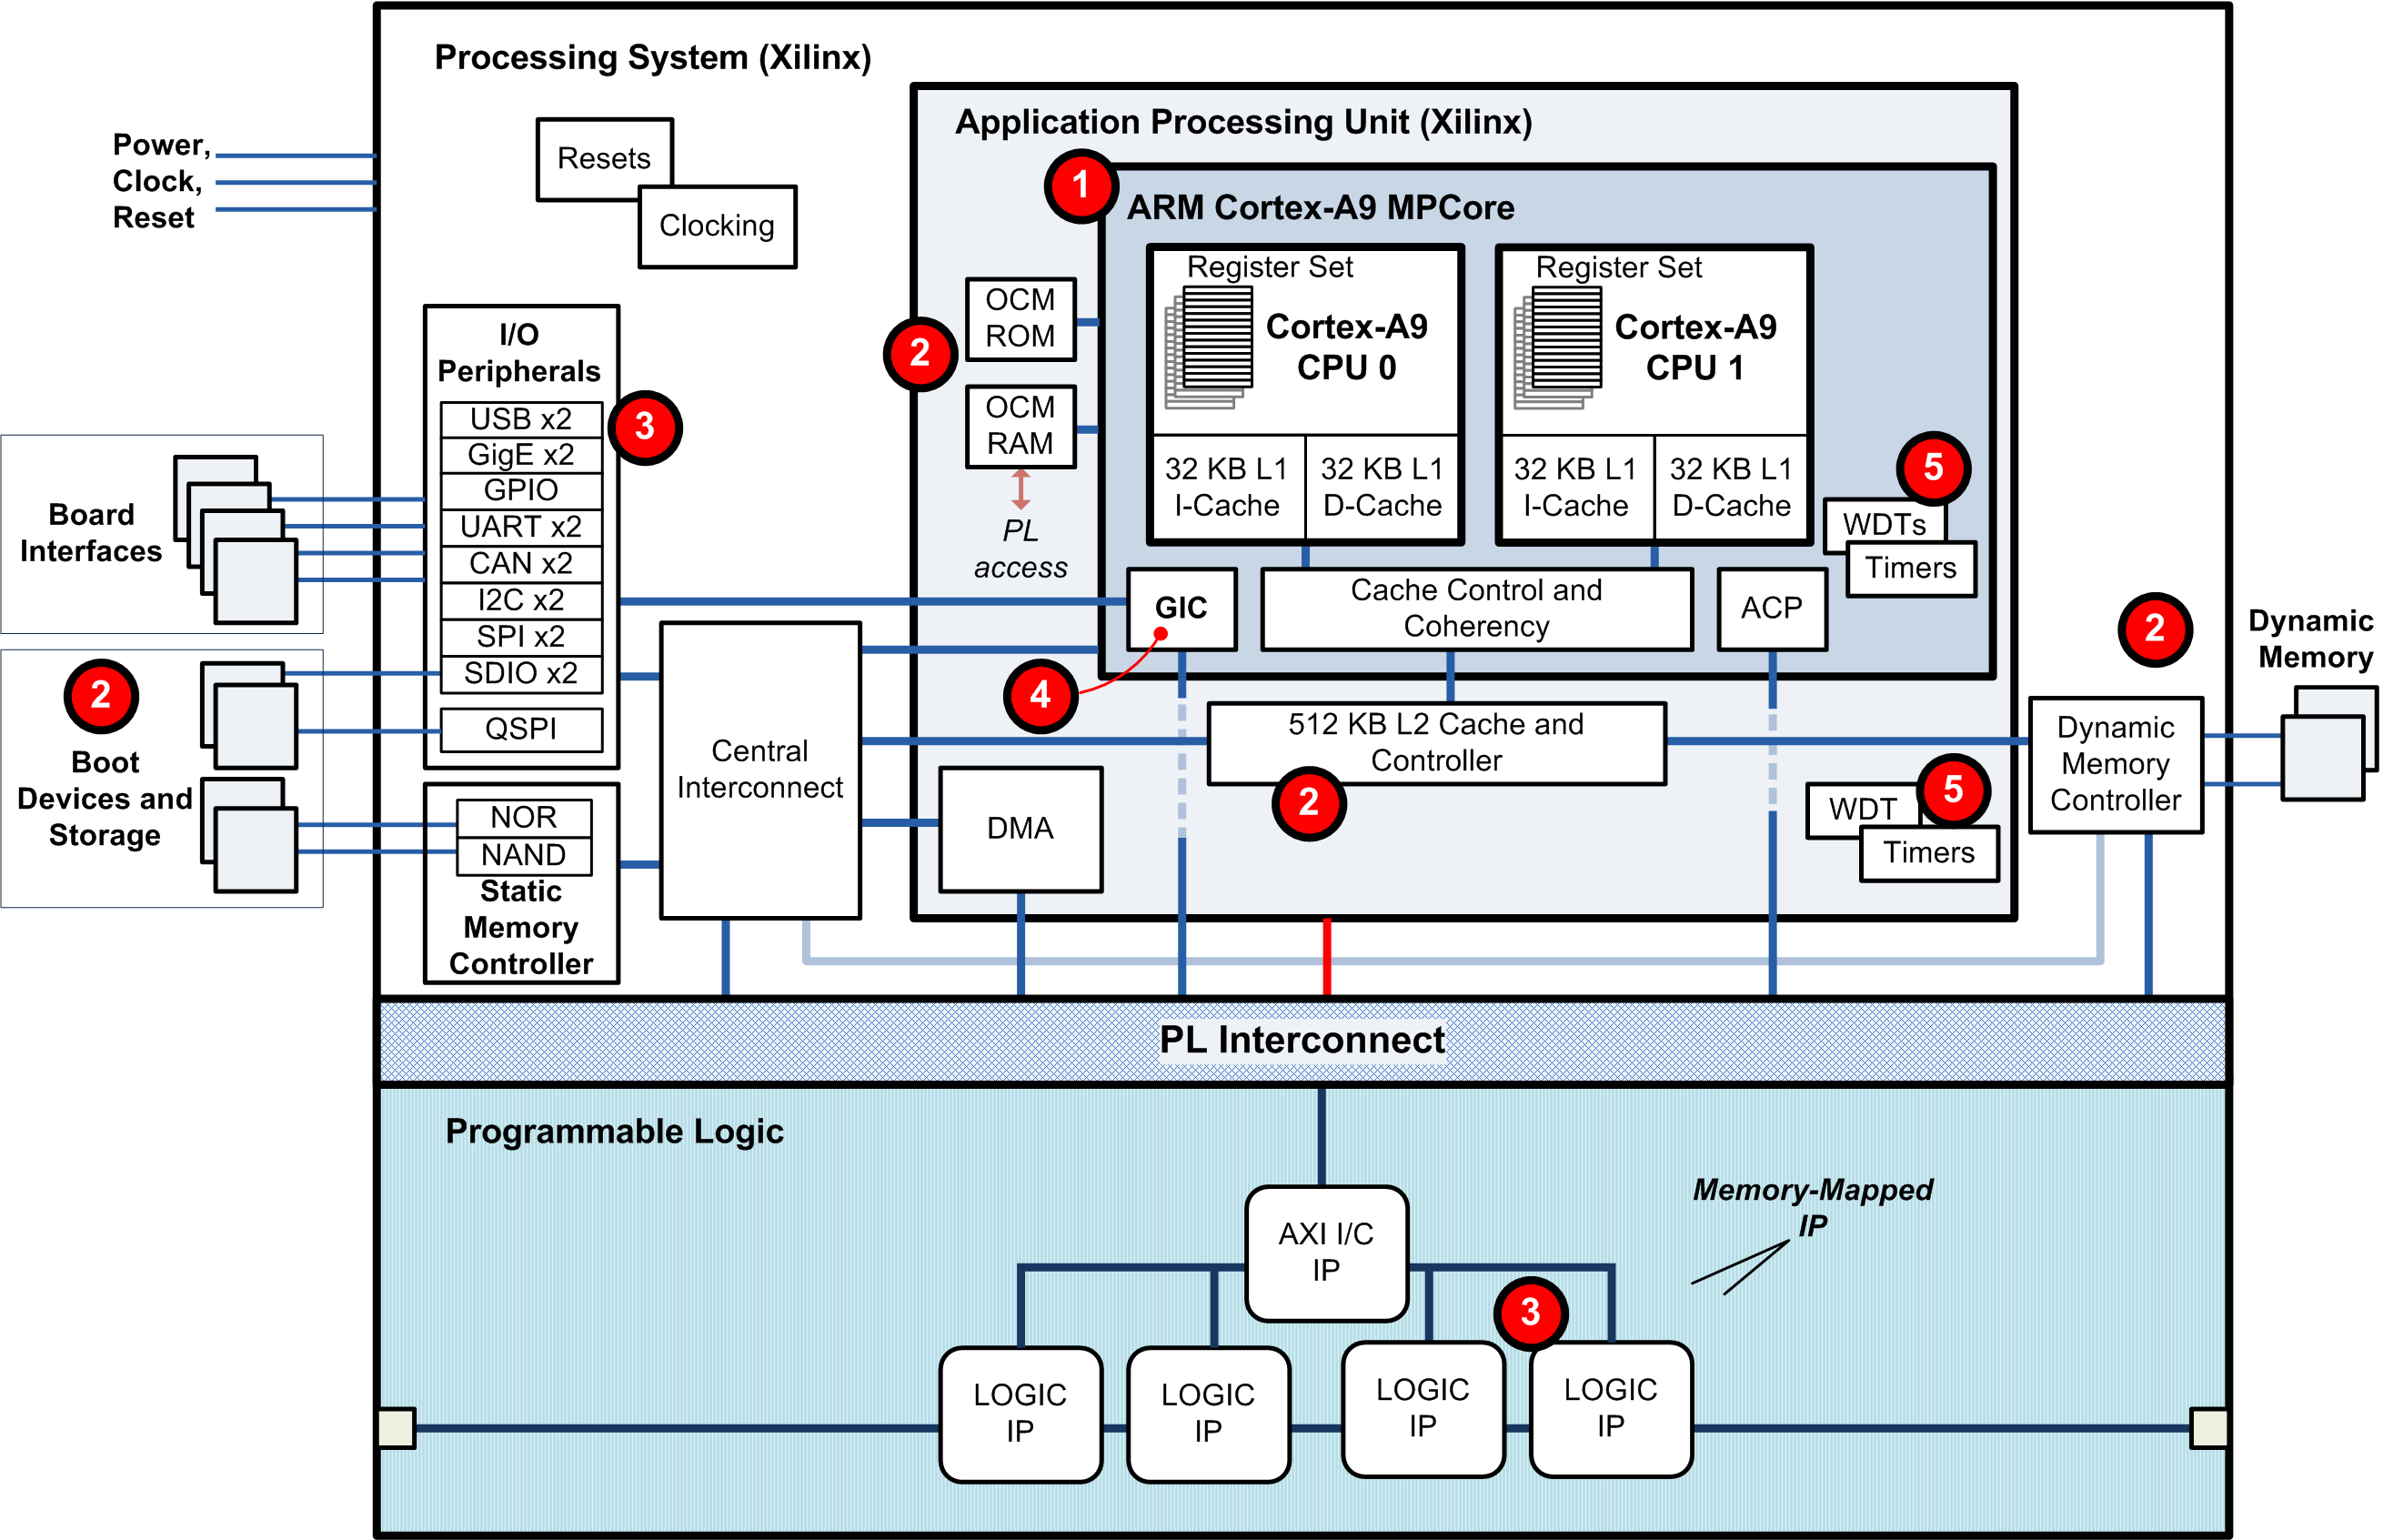 Processing System (Xilinx)
Power,
Clock,
Reset
Resets
Clocking
Application Processing Unit (Xilinx)
1
ARM Cortex-A9 MPCore
Register Set
Cortex-A9
CPU 0
32 KB L1
I-Cache
32 KB L1
D-Cache
Register Set
Cortex-A9
CPU 1
32 KB L1
I-Cache
32 KB L1
D-Cache
2
OCM
ROM
OCM
RAM
PL
access
5
WDTs
Timers
GIC
Cache Control and
Coherency
ACP
4
512 KB L2 Cache and
Controller
2
DMA
5
WDT
Timers
I/O
Peripherals
3
USB x2
GigE x2
GPIO
UART x2
CAN x2
I2C x2
SPI x2
SDIO x2
QSPI
NOR
NAND
Static
Memory
Controller
Central
Interconnect
Board
Interfaces
2
Boot
Devices and
Storage
2
Dynamic
Memory
Dynamic
Memory
Controller
PL Interconnect
Programmable Logic
AXI I/C
IP
Memory-Mapped
IP
3
LOGIC
IP
LOGIC
IP
LOGIC
IP
LOGIC
IP